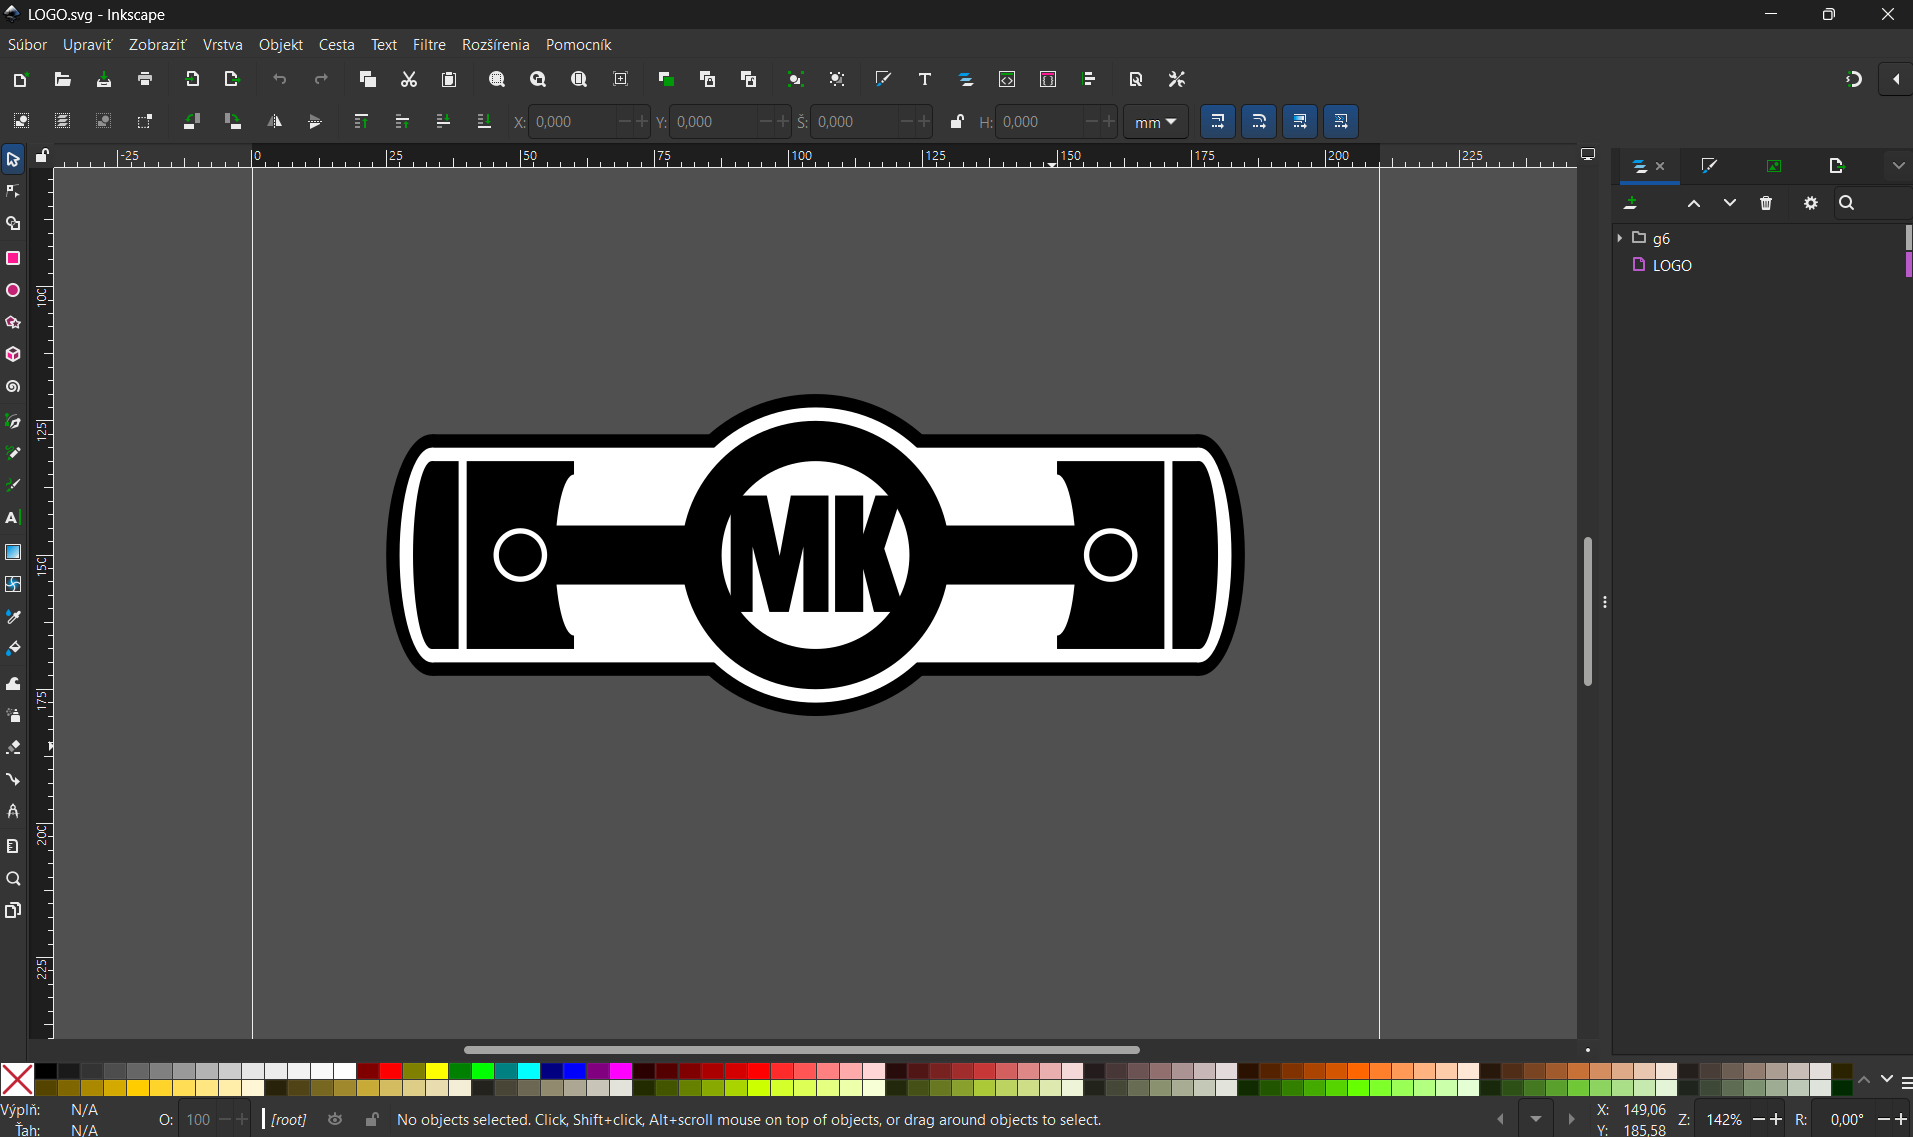 LOGO.svg - Inkscape
Súbor Upraviť Zobraziť Vrstva Objekt Cesta Text Filtre Rozšírenia Pomocník
X: 0,000 Y: 0,000 Š: 0,000 H: 0,000 mm
-25 0 25 50 75 100 125 150 175 200 225
100
125
150
175
200
225
g6
LOGO
MK
Výplň: N/A
Ťah: N/A
O: 100 [root] No objects selected. Click, Shift+click, Alt+scroll mouse on top of objects, or drag around objects to select.
X: 149,06
Y: 185,58
Z: 142% R: 0,00°